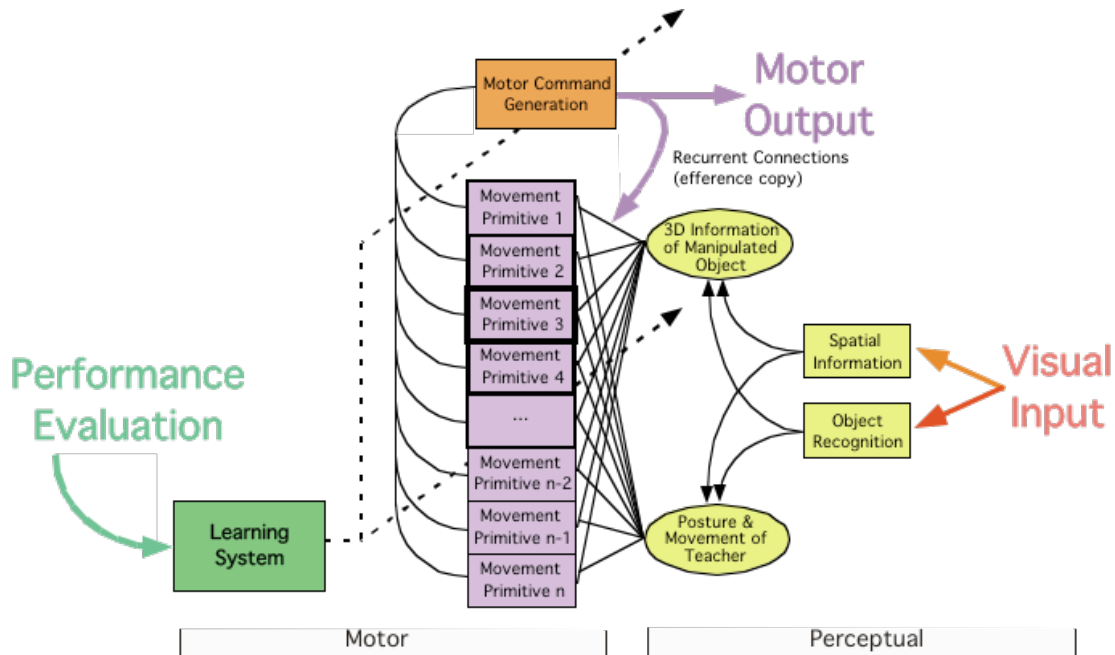 Motor Command
Generation
Motor
Output
Recurrent Connections
(efference copy)
Movement
Primitive 1
Movement
Primitive 2
Movement
Primitive 3
Movement
Primitive 4
...
Movement
Primitive n-2
Movement
Primitive n-1
Movement
Primitive n
3D Information
of Manipulated
Object
Spatial
Information
Object
Recognition
Visual
Input
Posture &
Movement of
Teacher
Performance
Evaluation
Learning
System
Motor
Perceptual